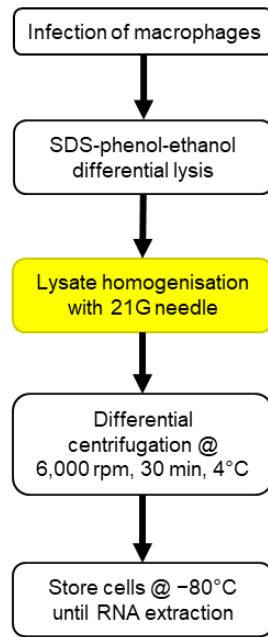 Infection of macrophages
SDS-phenol-ethanol
differential lysis
Lysate homogenisation
with 21G needle
Differential
centrifugation @
6,000 rpm, 30 min, 4°C
Store cells @ −80°C
until RNA extraction